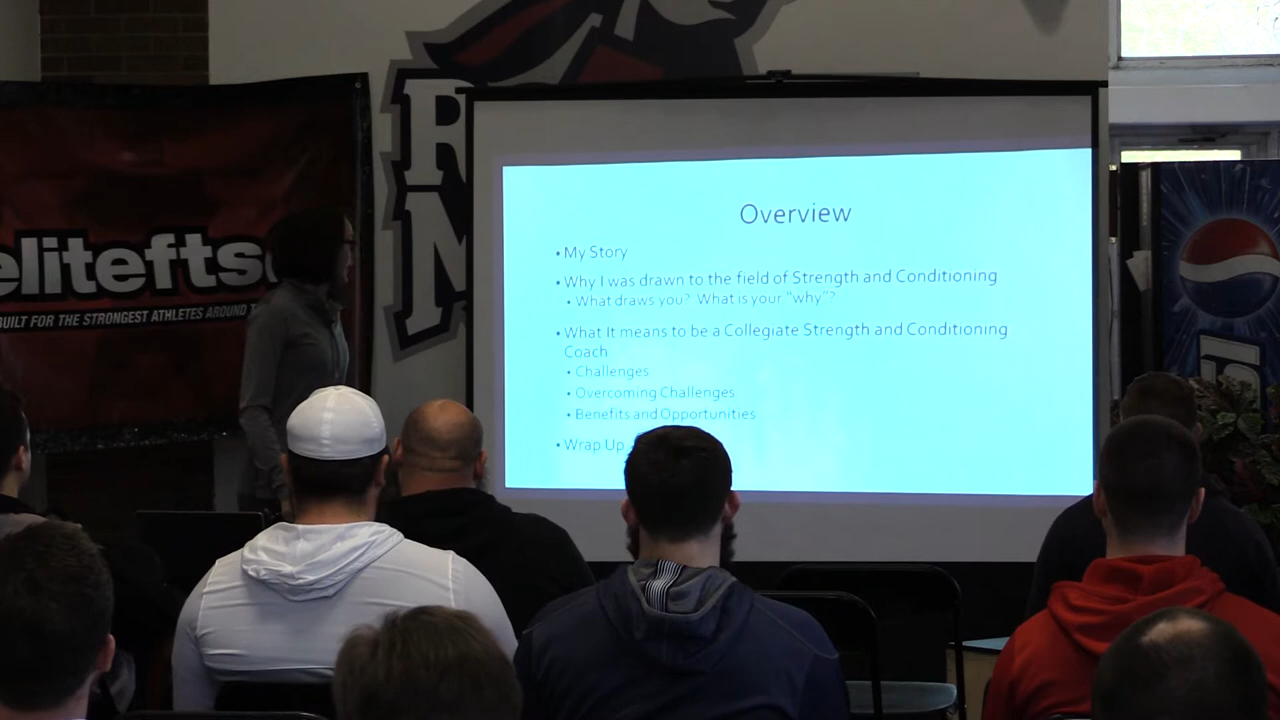 R
M
elitefts
BUILT FOR THE STRONGEST ATHLETES AROUND T
Overview
• My Story
• Why I was drawn to the field of Strength and Conditioning
• What draws you? What is your "why"?
• What It means to be a Collegiate Strength and Conditioning
Coach
• Challenges
• Overcoming Challenges
• Benefits and Opportunities
• Wrap Up